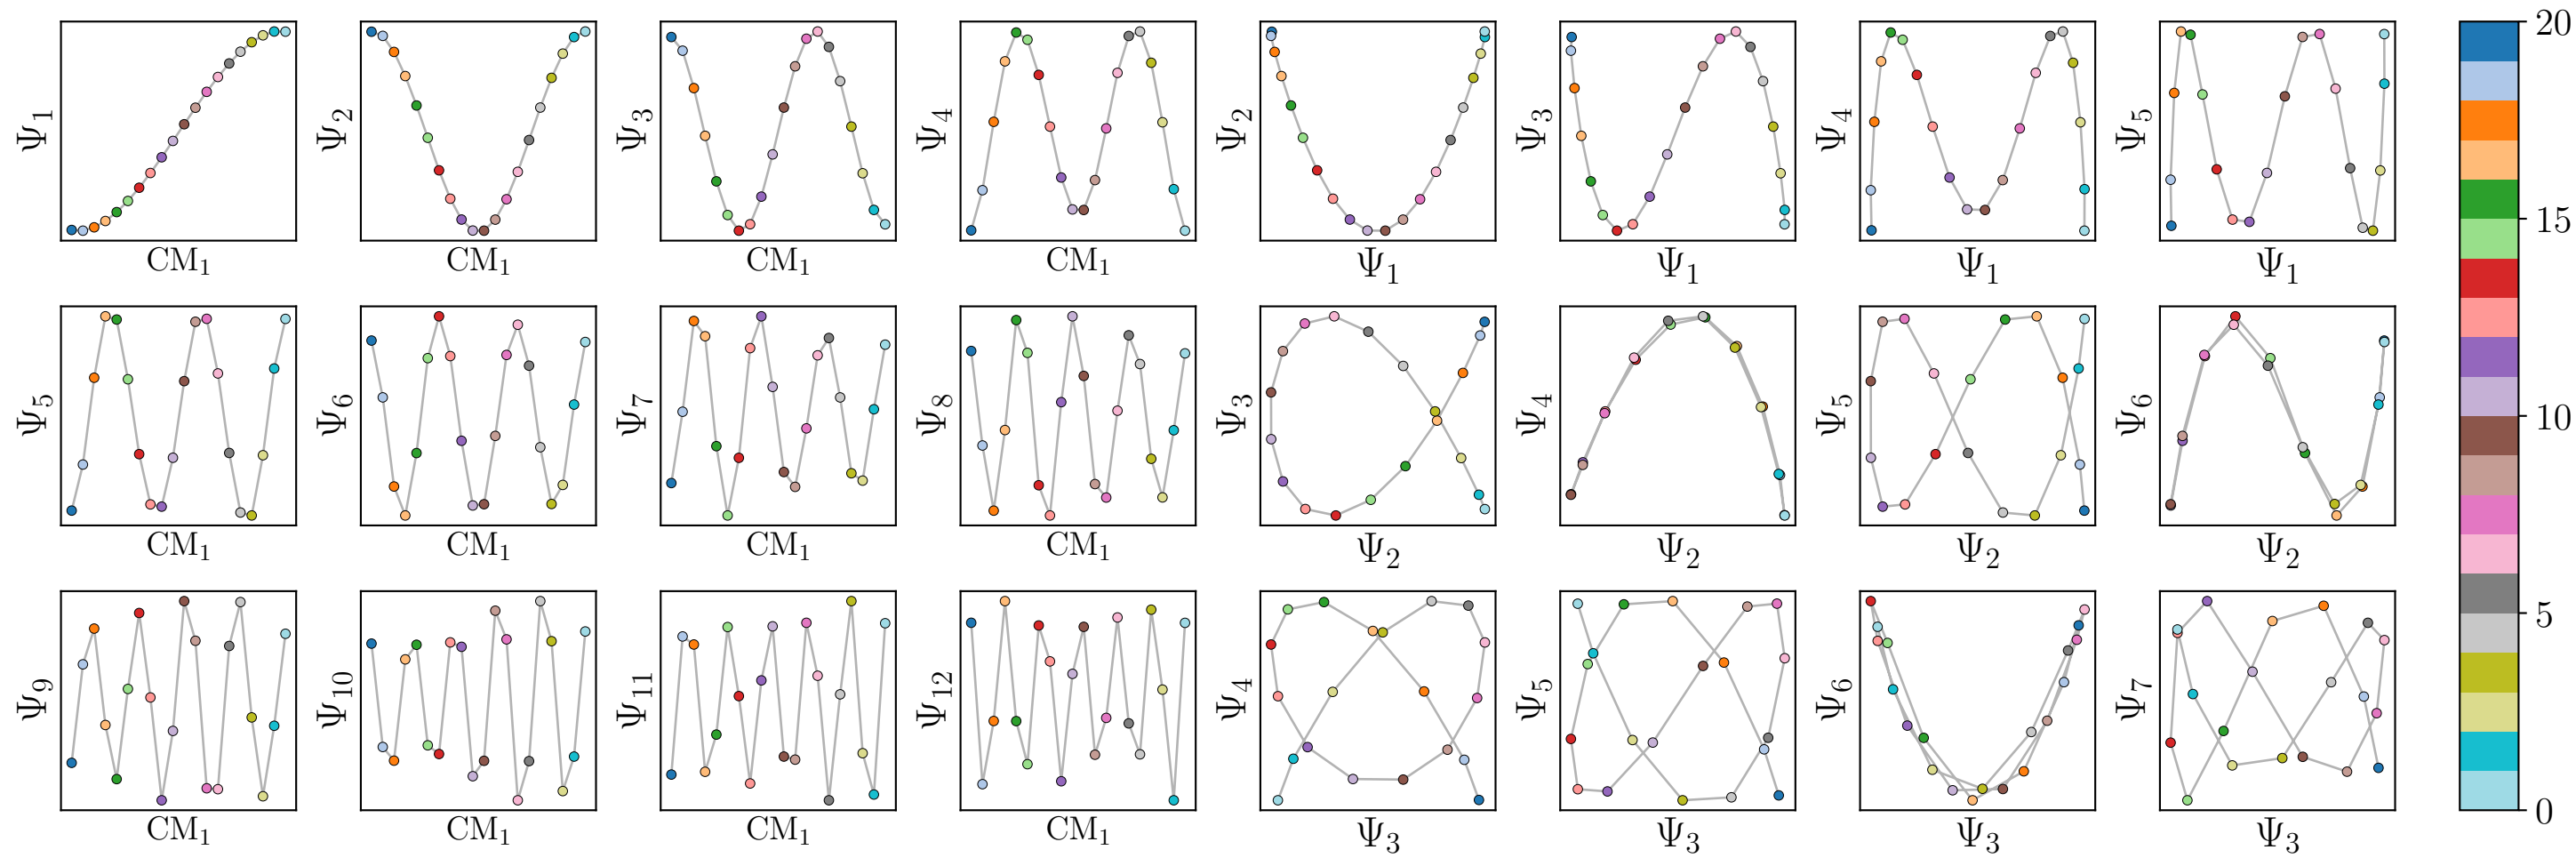 Ψ₁ Ψ₂ Ψ₃ Ψ₄ Ψ₂ Ψ₃ Ψ₄ Ψ₅ 20
CM₁ CM₁ CM₁ CM₁ Ψ₁ Ψ₁ Ψ₁ Ψ₁
15
Ψ₅ Ψ₆ Ψ₇ Ψ₈ Ψ₃ Ψ₄ Ψ₅ Ψ₆ 10
CM₁ CM₁ CM₁ CM₁ Ψ₂ Ψ₂ Ψ₂ Ψ₂
5
Ψ₉ Ψ₁₀ Ψ₁₁ Ψ₁₂ Ψ₄ Ψ₅ Ψ₆ Ψ₇
0
CM₁ CM₁ CM₁ CM₁ Ψ₃ Ψ₃ Ψ₃ Ψ₃